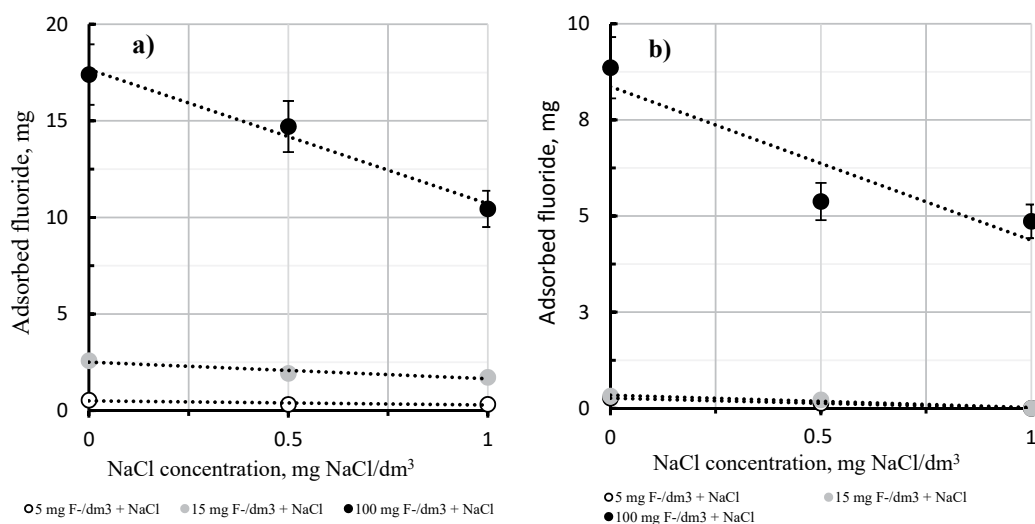 a)
Adsorbed fluoride, mg
20
15
10
5
0
0 0.5 1
NaCl concentration, mg NaCl/dm³
5 mg F-/dm3 + NaCl 15 mg F-/dm3 + NaCl 100 mg F-/dm3 + NaCl
b)
Adsorbed fluoride, mg
10
8
5
3
0
0 0.5 1
NaCl concentration, mg NaCl/dm³
5 mg F-/dm3 + NaCl 15 mg F-/dm3 + NaCl
100 mg F-/dm3 + NaCl